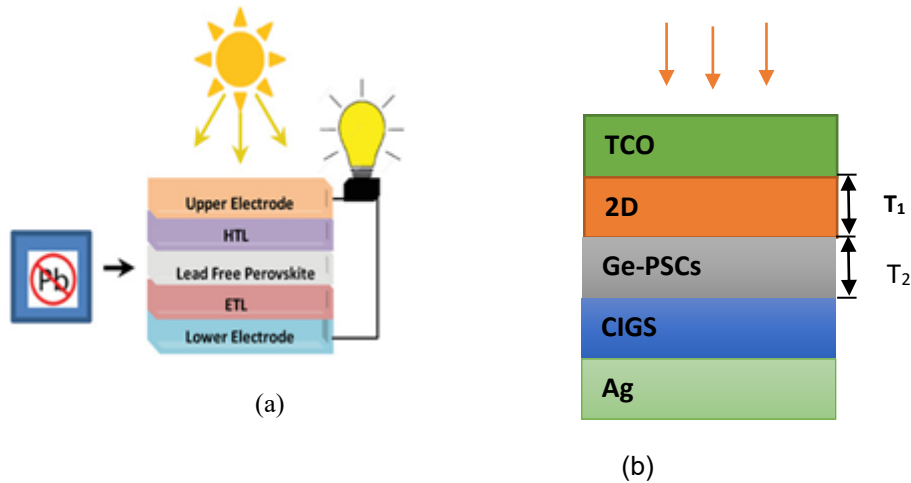 Upper Electrode
HTL
Lead Free Perovskite
ETL
Lower Electrode
Pb
(a)
TCO
2D
T₁
Ge-PSCs
T₂
CIGS
Ag
(b)